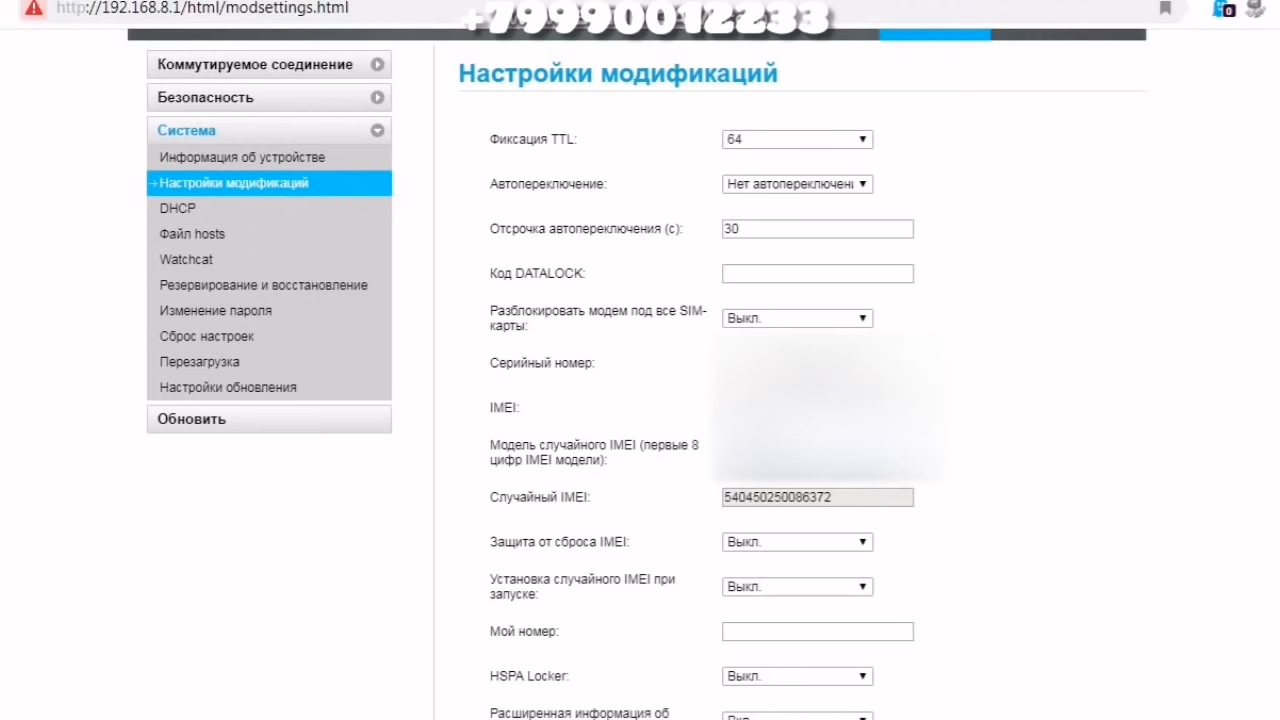 http://192.168.8.1/html/modsettings.html
+79990012233
0
Коммутируемое соединение
Безопасность
Система
Информация об устройстве
Настройки модификаций
DHCP
Файл hosts
Watchcat
Резервирование и восстановление
Изменение пароля
Сброс настроек
Перезагрузка
Настройки обновления
Обновить
Настройки модификаций
Фиксация TTL:
64
Автопереключение:
Нет автопереключени
Отсрочка автопереключения (с):
30
Код DATALOCK:
Разблокировать модем под все SIM-
карты:
Выкл.
Серийный номер:
IMEI:
Модель случайного IMEI (первые 8
цифр IMEI модели):
Случайный IMEI:
540450250086372
Защита от сброса IMEI:
Выкл.
Установка случайного IMEI при
запуске:
Выкл.
Мой номер:
HSPA Locker:
Выкл.
Расширенная информация об